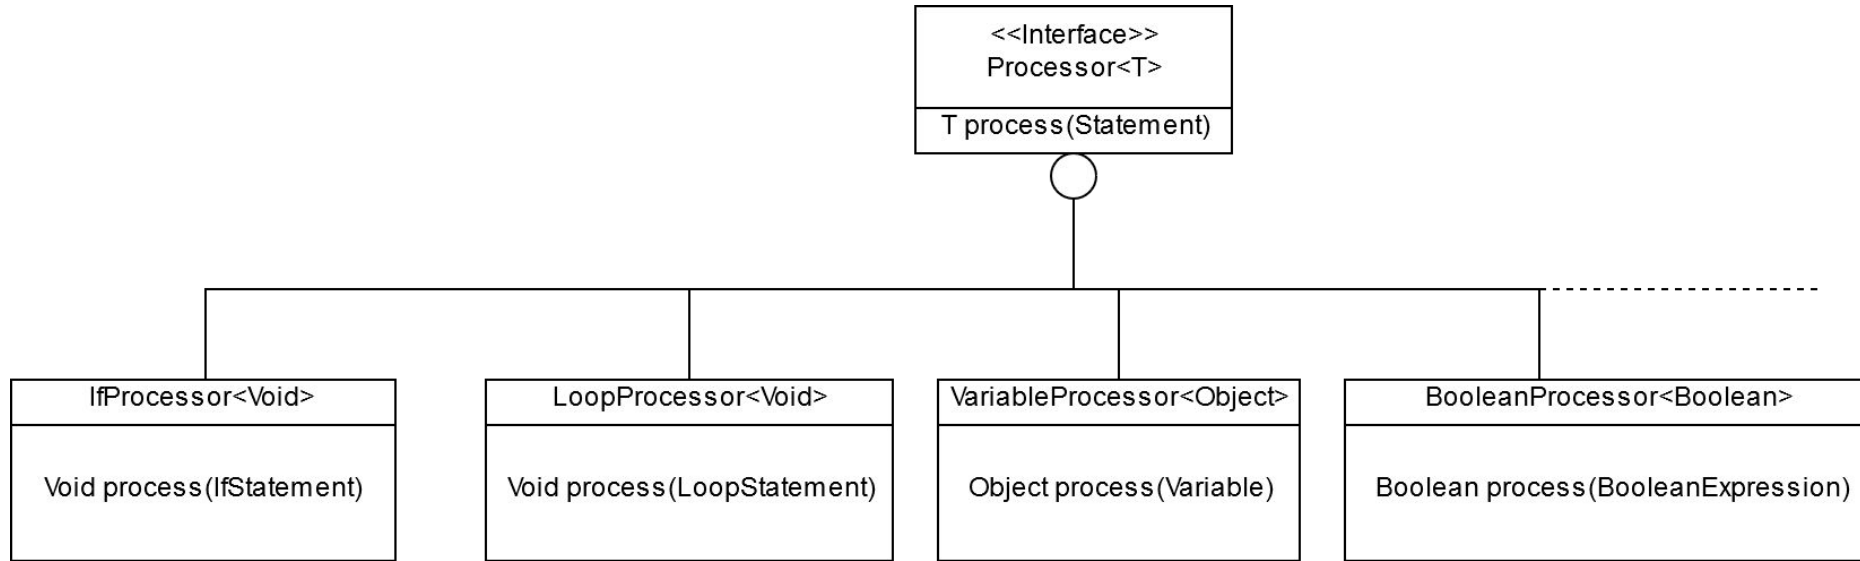 <<Interface>>
Processor<T>
T process(Statement)
IfProcessor<Void>
Void process(IfStatement)
LoopProcessor<Void>
Void process(LoopStatement)
VariableProcessor<Object>
Object process(Variable)
BooleanProcessor<Boolean>
Boolean process(BooleanExpression)